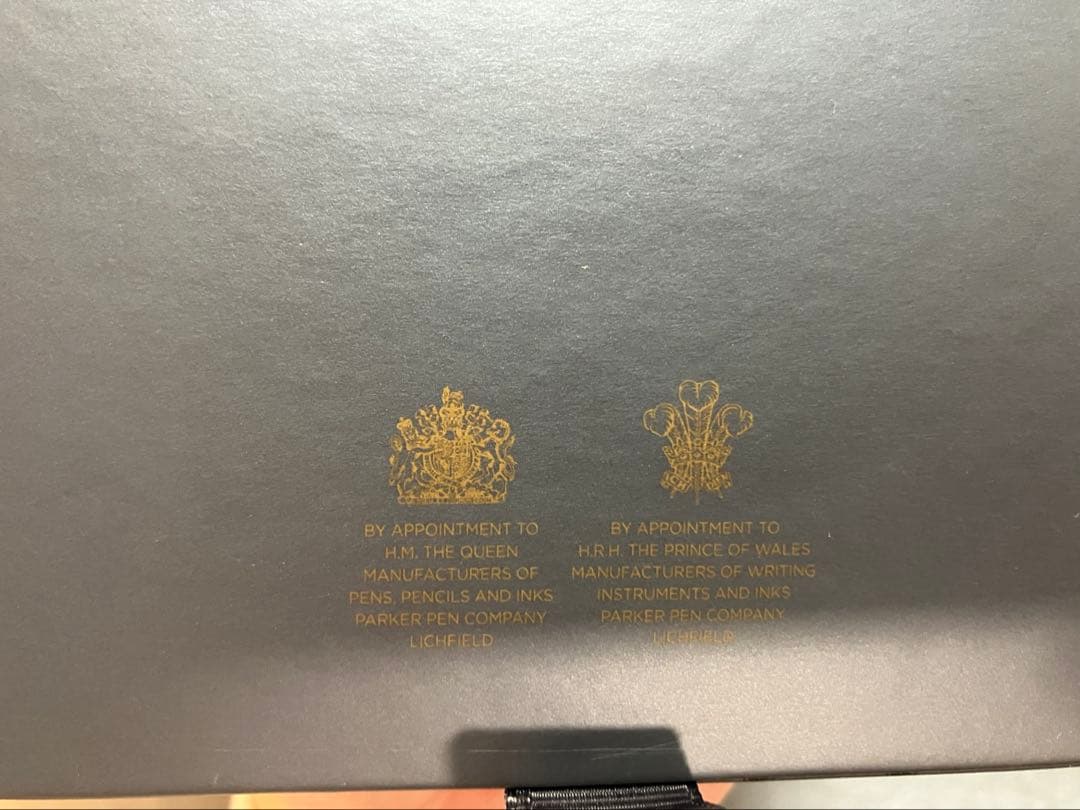 BY APPOINTMENT TO
H.M. THE QUEEN
MANUFACTURERS OF
PENS, PENCILS AND INKS
PARKER PEN COMPANY
LICHFIELD
BY APPOINTMENT TO
H.R.H. THE PRINCE OF WALES
MANUFACTURERS OF WRITING
INSTRUMENTS AND INKS
PARKER PEN COMPANY
LICHFIELD